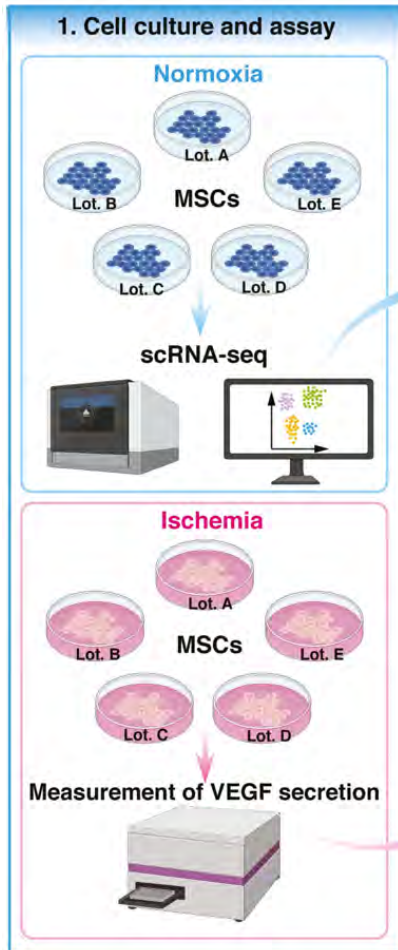 1. Cell culture and assay
Normoxia
Lot. A
Lot. B
MSCs
Lot. E
Lot. C
Lot. D
scRNA-seq
Ischemia
Lot. A
Lot. B
MSCs
Lot. E
Lot. C
Lot. D
Measurement of VEGF secretion